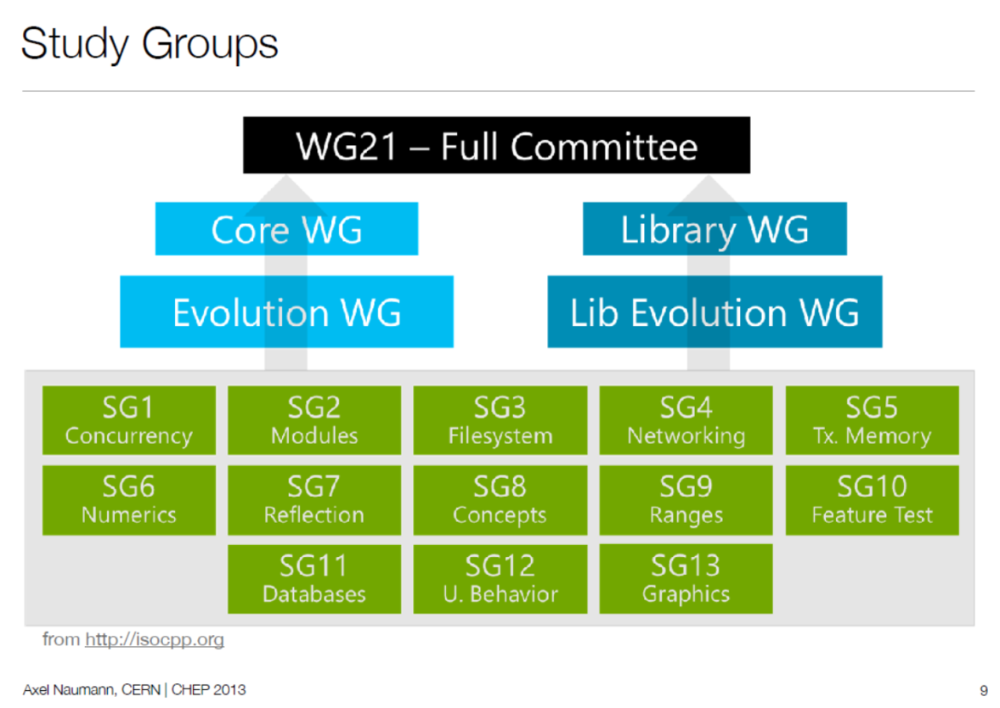 Study Groups
WG21 – Full Committee
Core WG
Library WG
Evolution WG
Lib Evolution WG
SG1
Concurrency
SG2
Modules
SG3
Filesystem
SG4
Networking
SG5
Tx. Memory
SG6
Numerics
SG7
Reflection
SG8
Concepts
SG9
Ranges
SG10
Feature Test
SG11
Databases
SG12
U. Behavior
SG13
Graphics
from http://isocpp.org
Axel Naumann, CERN | CHEP 2013
9